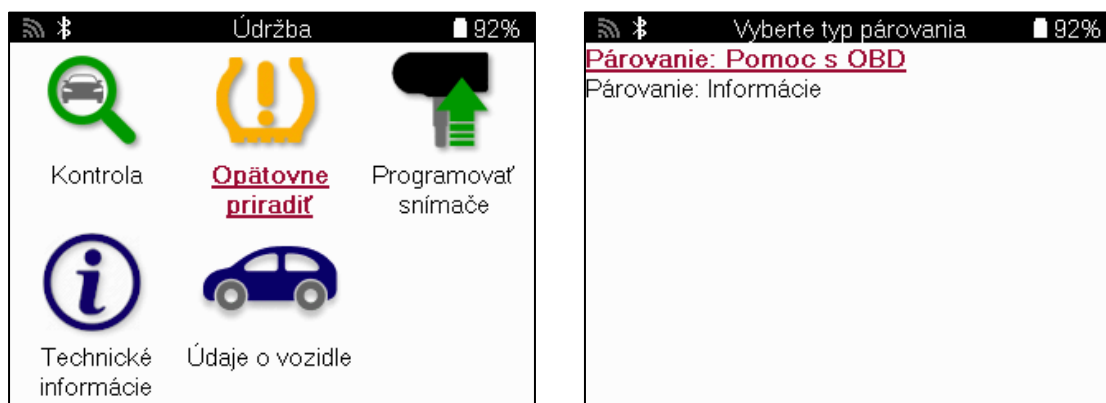 Údržba 92%
Kontrola
Opätovne
priradiť
Programovať
snímače
Technické
informácie
Údaje o vozidle
Vyberte typ párovania 92%
Párovanie: Pomoc s OBD
Párovanie: Informácie